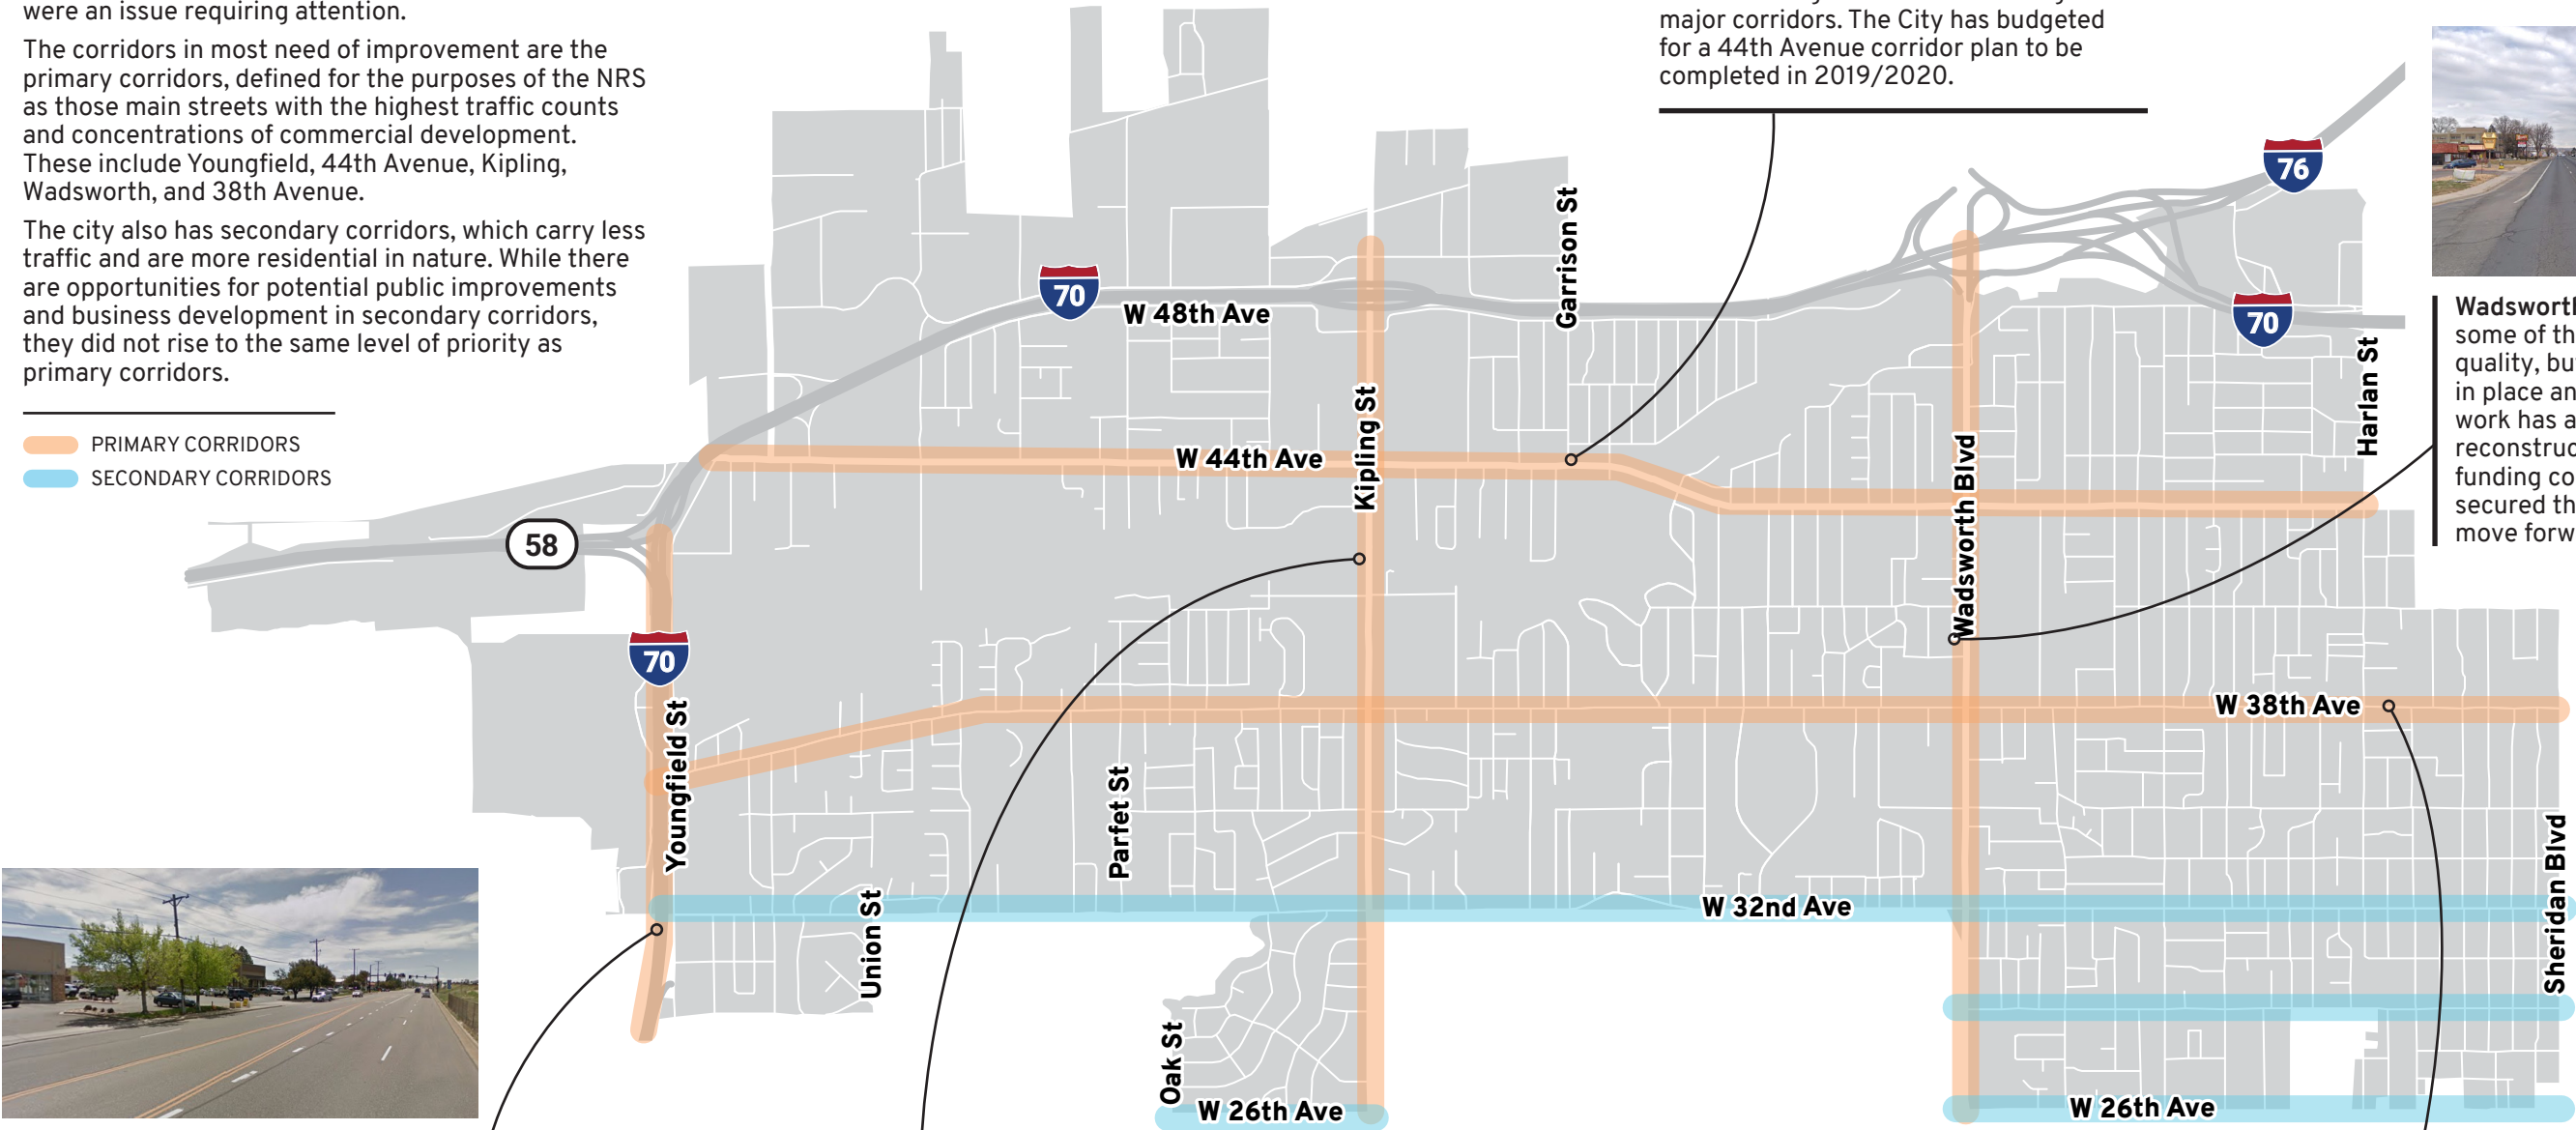 were an issue requiring attention.
The corridors in most need of improvement are the
primary corridors, defined for the purposes of the NRS
as those main streets with the highest traffic counts
and concentrations of commercial development.
These include Youngfield, 44th Avenue, Kipling,
Wadsworth, and 38th Avenue.
The city also has secondary corridors, which carry less
traffic and are more residential in nature. While there
are opportunities for potential public improvements
and business development in secondary corridors,
they did not rise to the same level of priority as
primary corridors.
PRIMARY CORRIDORS
SECONDARY CORRIDORS
major corridors. The City has budgeted
for a 44th Avenue corridor plan to be
completed in 2019/2020.
Wadsworth
some of th
quality, bu
in place an
work has a
reconstruc
funding co
secured th
move forw
76
70
70
58
70
W 48th Ave
Garrison St
Harlan St
W 44th Ave
Kipling St
Wadsworth Blvd
W 38th Ave
Youngfield St
Parfet St
Union St
W 32nd Ave
Sheridan Blvd
Oak St
W 26th Ave
W 26th Ave